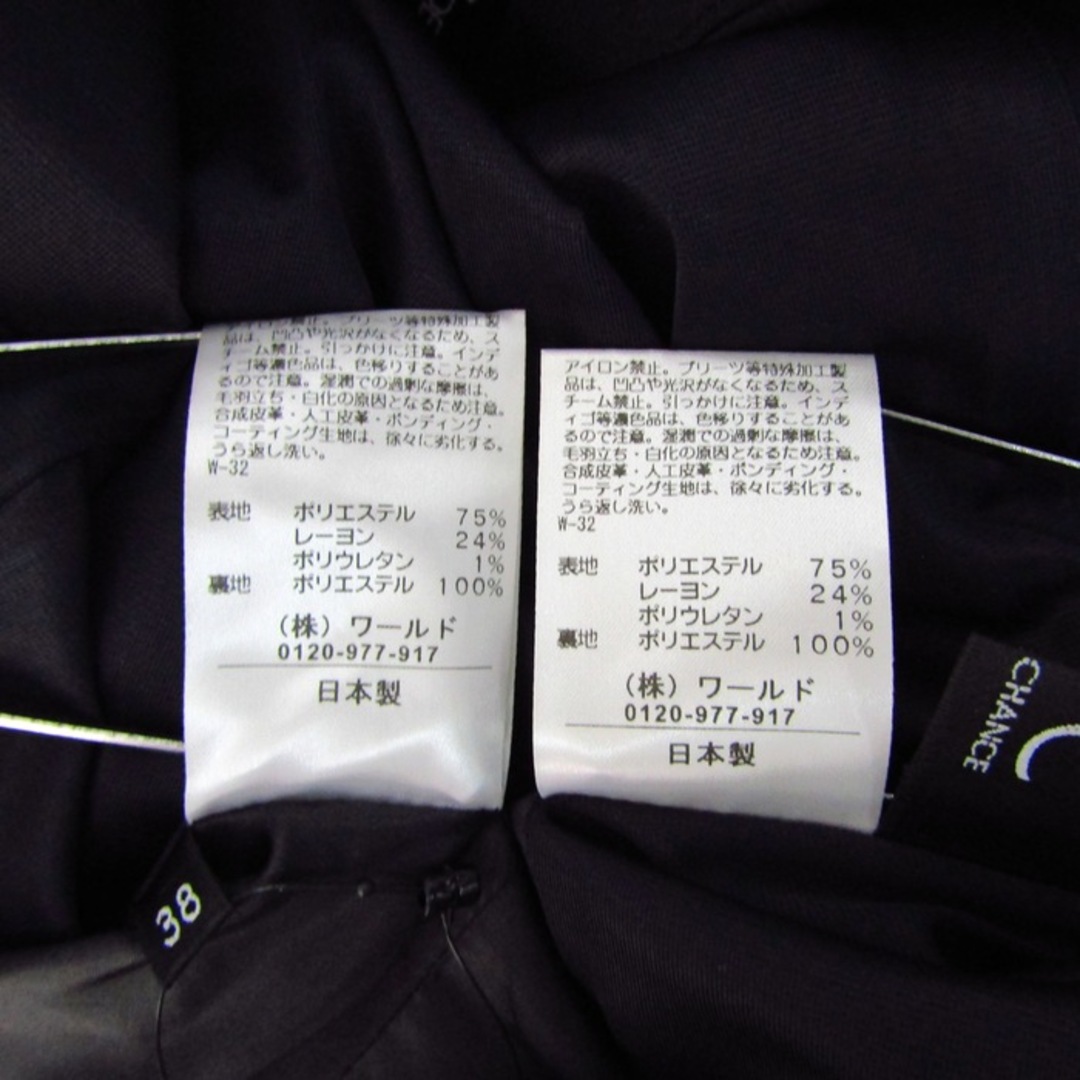 アイロン禁止。プリーツ等特殊加工製
品は、凹凸や光沢がなくなるため、ス
チーム禁止。引っかけに注意。インデ
ィゴ等濃色品は、色移りすることがあ
るので注意。湿潤での過剰な摩擦は、
毛羽立ち・白化の原因となるため注意。
合成皮革・人工皮革・ボンディング・
コーティング生地は、徐々に劣化する。
うら返し洗い。
W-32
表地 ポリエステル 75%
レーヨン 24%
ポリウレタン 1%
裏地 ポリエステル 100%
(株) ワールド
0120-977-917
日本製
アイロン禁止。プリーツ等特殊加工製
品は、凹凸や光沢がなくなるため、ス
チーム禁止。引っかけに注意。インデ
ィゴ等濃色品は、色移りすることがあ
るので注意。湿潤での過剰な摩擦は、
毛羽立ち・白化の原因となるため注意。
合成皮革・人工皮革・ボンディング・
コーティング生地は、徐々に劣化する。
うら返し洗い。
W-32
表地 ポリエステル 75%
レーヨン 24%
ポリウレタン 1%
裏地 ポリエステル 100%
(株) ワールド
0120-977-917
日本製
CHANCE
38